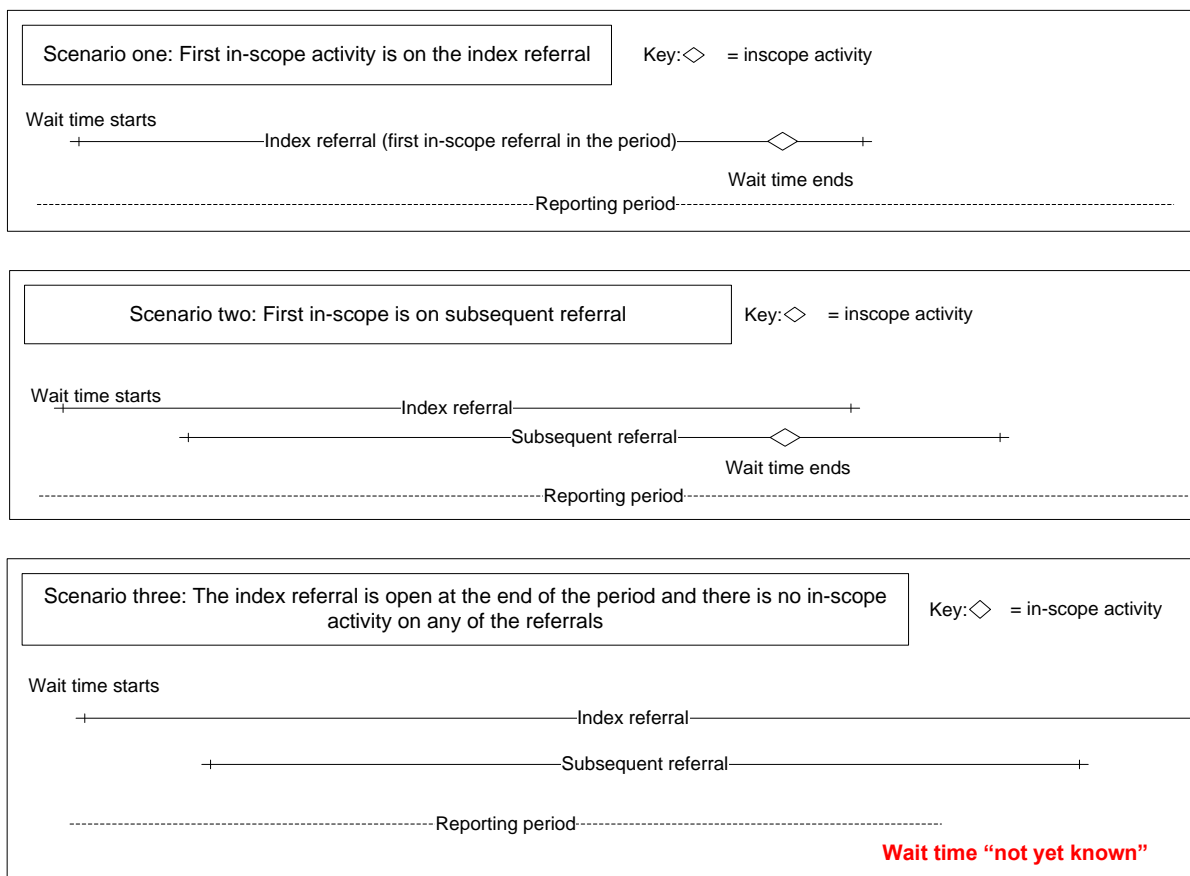 Scenario one: First in-scope activity is on the index referral
Key: = inscope activity
Wait time starts
Index referral (first in-scope referral in the period)
Wait time ends
Reporting period
Scenario two: First in-scope is on subsequent referral
Key: = inscope activity
Wait time starts
Index referral
Subsequent referral
Wait time ends
Reporting period
Scenario three: The index referral is open at the end of the period and there is no in-scope
activity on any of the referrals
Key: = in-scope activity
Wait time starts
Index referral
Subsequent referral
Reporting period
Wait time “not yet known”